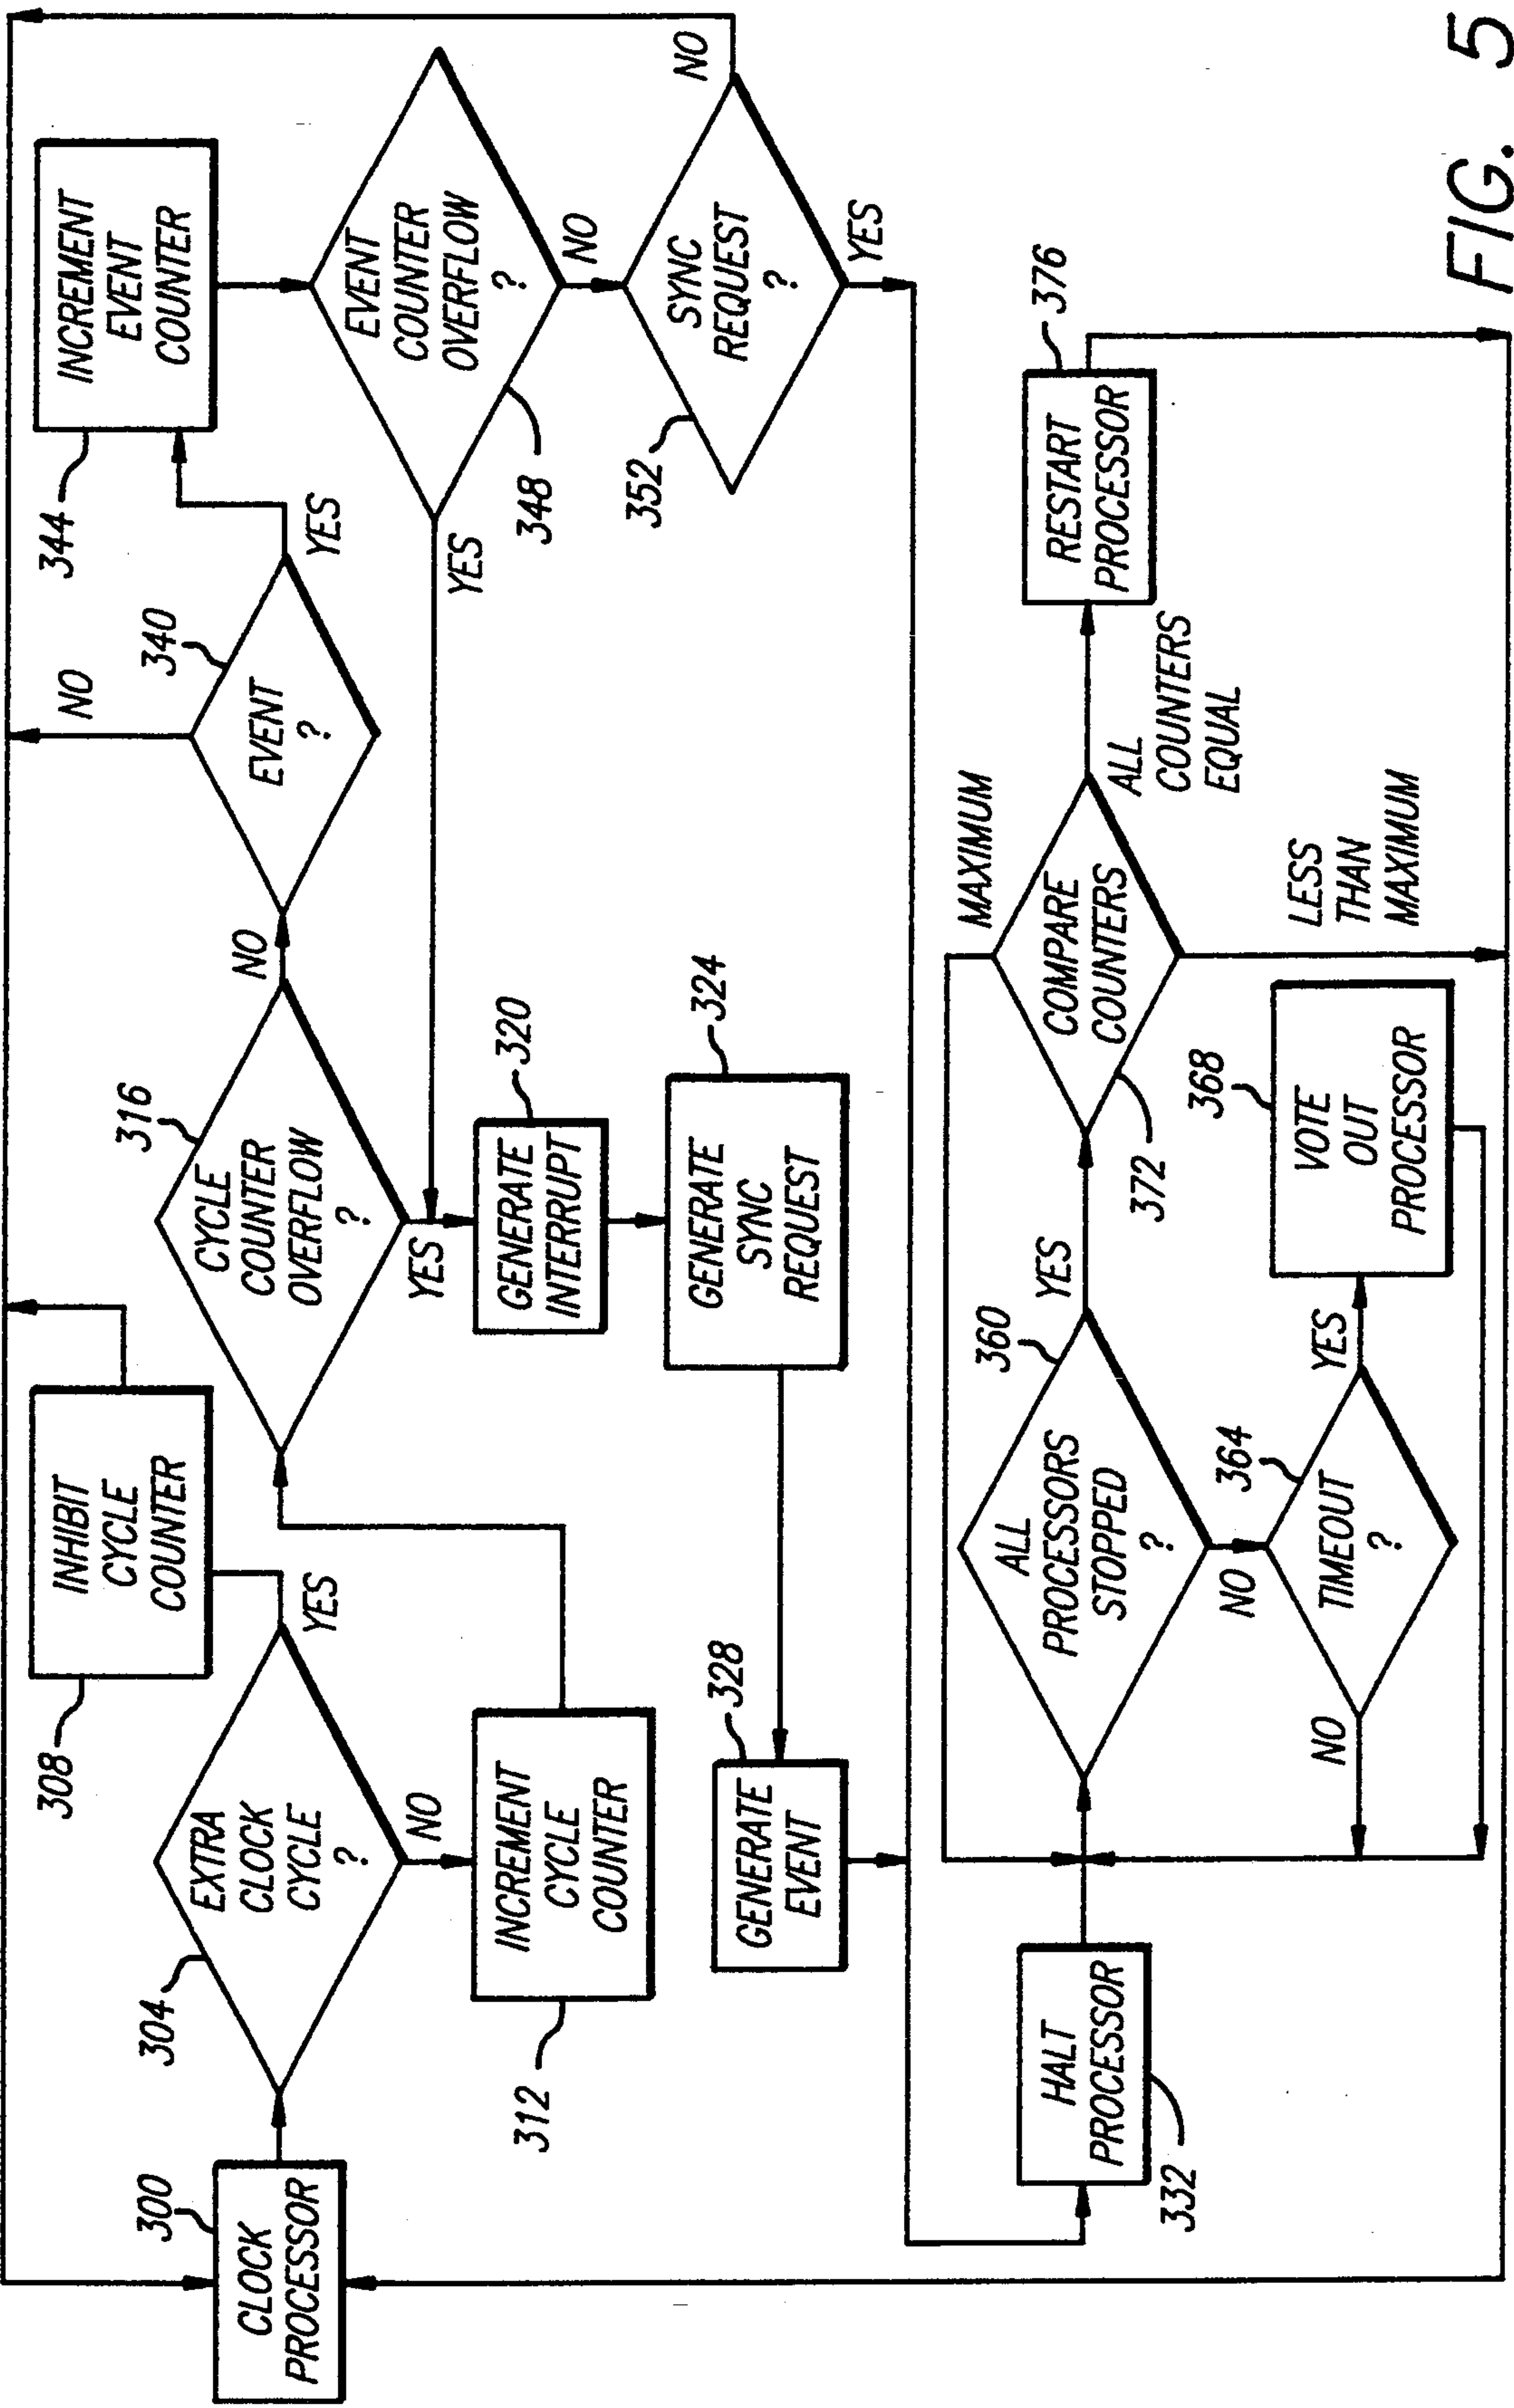 300
CLOCK
PROCESSOR
304
EXTRA
CLOCK
CYCLE
?
YES
NO
308
INHIBIT
CYCLE
COUNTER
312
INCREMENT
CYCLE
COUNTER
316
CYCLE
COUNTER
OVERFLOW
?
NO
YES
320
GENERATE
INTERRUPT
324
GENERATE
SYNC
REQUEST
328
GENERATE
EVENT
340
EVENT
?
NO
YES
344
INCREMENT
EVENT
COUNTER
348
EVENT
COUNTER
OVERFLOW
?
YES
NO
352
SYNC
REQUEST
?
NO
YES
332
HALT
PROCESSOR
360
ALL
PROCESSORS
STOPPED
?
YES
NO
364
TIMEOUT
?
YES
NO
368
VOTE
OUT
PROCESSOR
372
COMPARE
COUNTERS
MAXIMUM
ALL
COUNTERS
EQUAL
LESS
THAN
MAXIMUM
376
RESTART
PROCESSOR
FIG. 5